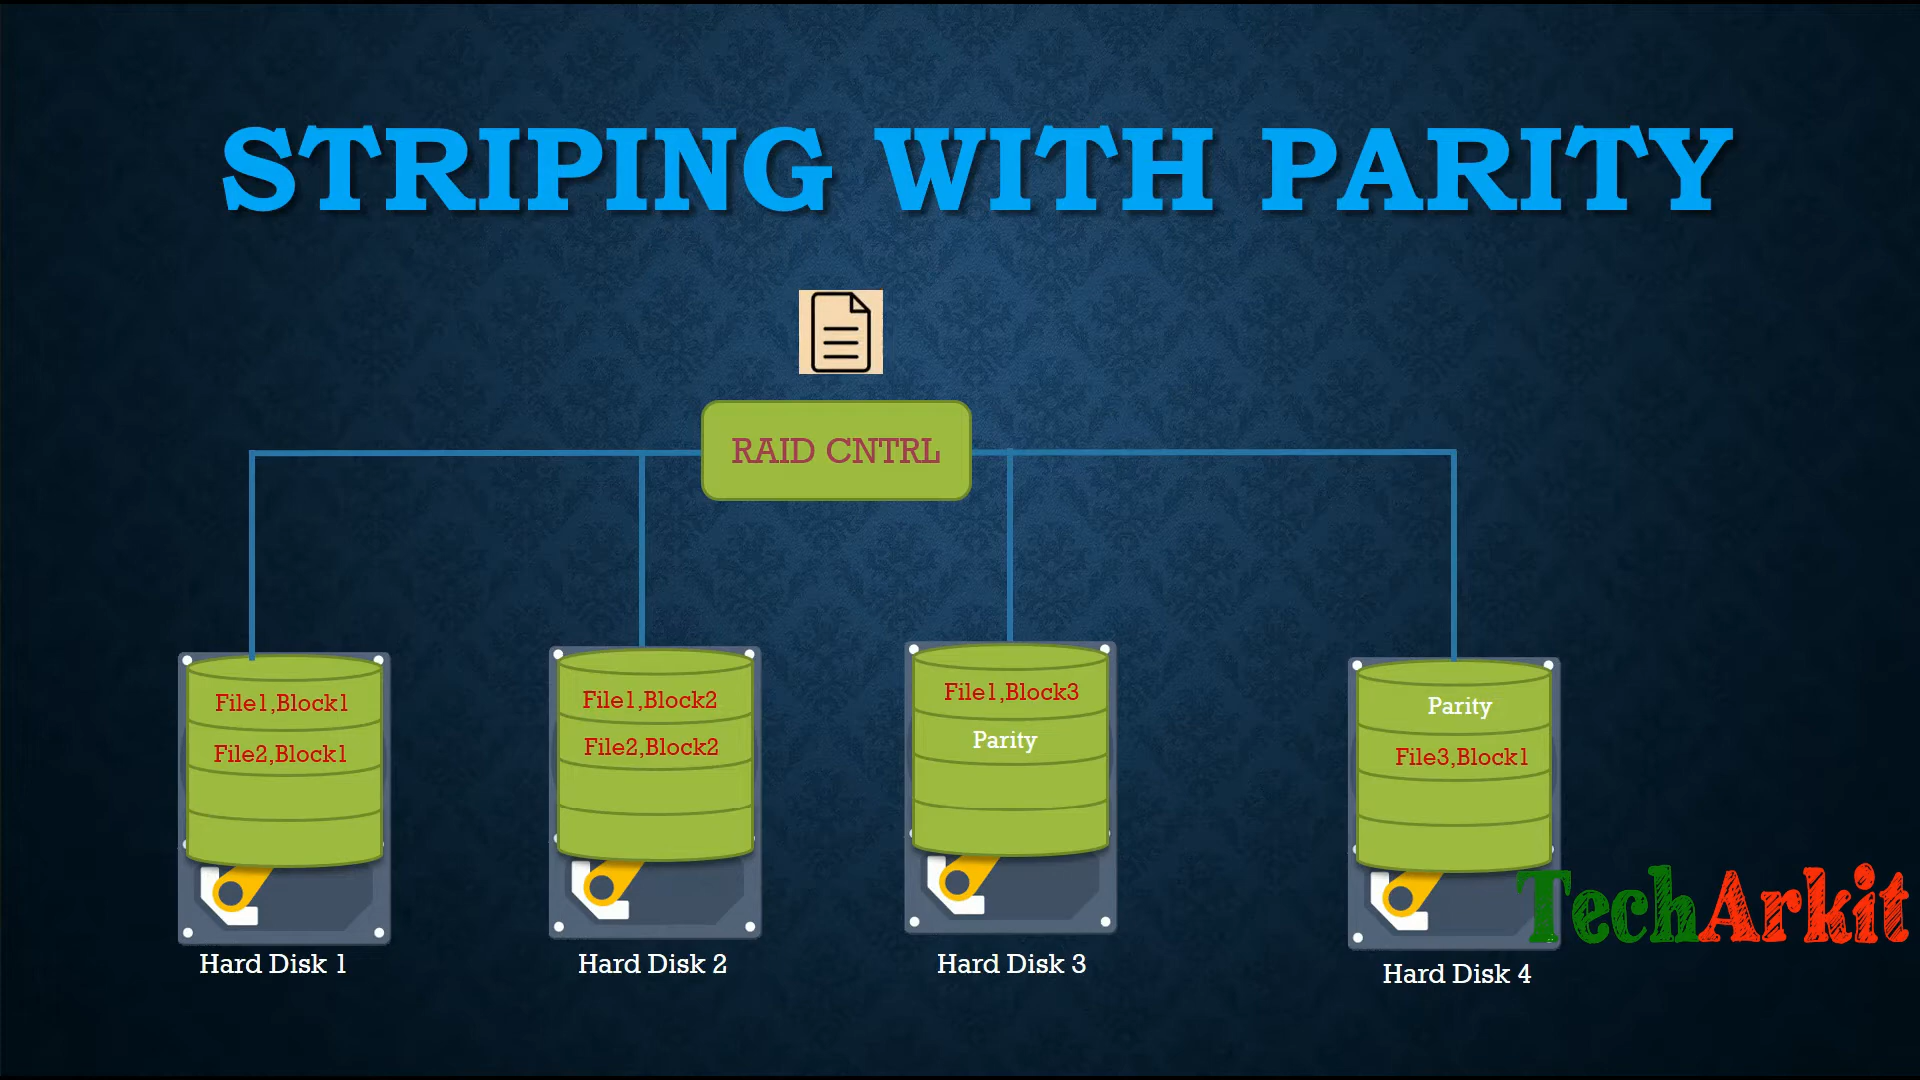 STRIPING WITH PARITY
RAID CNTRL
File1,Block1
File2,Block1
Hard Disk 1
File1,Block2
File2,Block2
Hard Disk 2
File1,Block3
Parity
Hard Disk 3
Parity
File3,Block1
Hard Disk 4
TechArkit